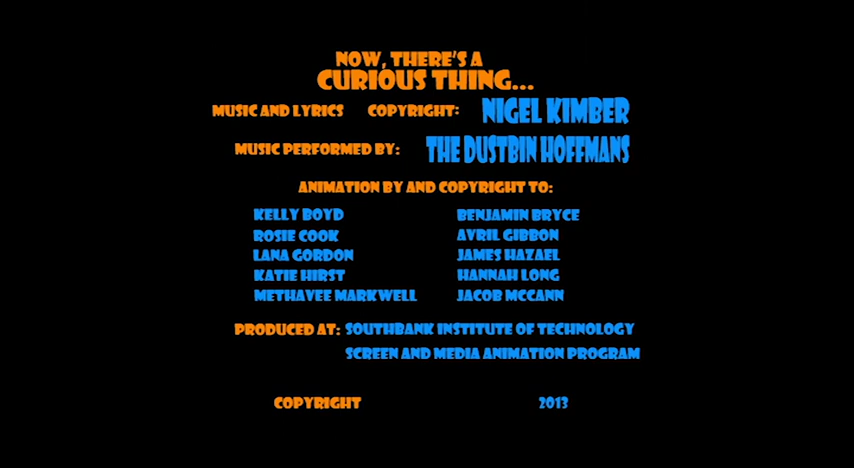 NOW, THERE'S A
CURIOUS THING...
MUSIC AND LYRICS COPYRIGHT: NIGEL KIMBER
MUSIC PERFORMED BY: THE DUSTBIN HOFFMANS
ANIMATION BY AND COPYRIGHT TO:
KELLY BOYD BENJAMIN BRYCE
ROSIE COOK AVRIL GIBBON
LANA GORDON JAMES HAZAEL
KATIE HIRST HANNAH LONG
METHAVEE MARKWELL JACOB MCCANN
PRODUCED AT: SOUTHBANK INSTITUTE OF TECHNOLOGY
SCREEN AND MEDIA ANIMATION PROGRAM
COPYRIGHT 2013